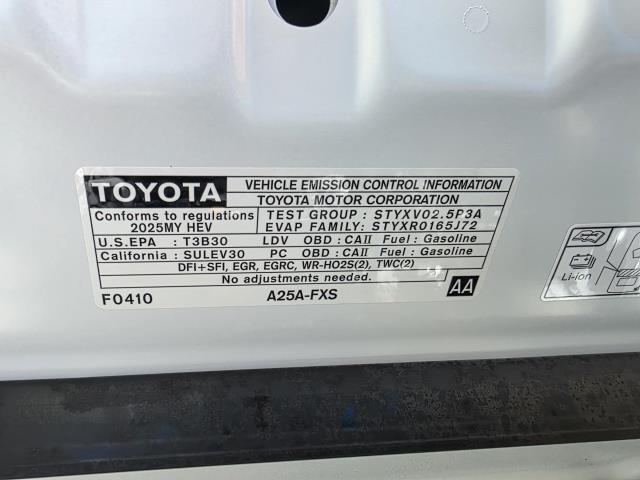 TOYOTA
VEHICLE EMISSION CONTROL INFORMATION
TOYOTA MOTOR CORPORATION
Conforms to regulations
2025MY HEV
TEST GROUP : STYXV02.5P3A
EVAP FAMILY: STYXR0165J72
U.S.EPA : T3B30 LDV OBD : CAII Fuel : Gasoline
California : SULEV30 PC OBD : CAII Fuel : Gasoline
DFI+SFI, EGR, EGRC, WR-HO2S(2), TWC(2)
No adjustments needed.
F0410 A25A-FXS AA
Li-ion